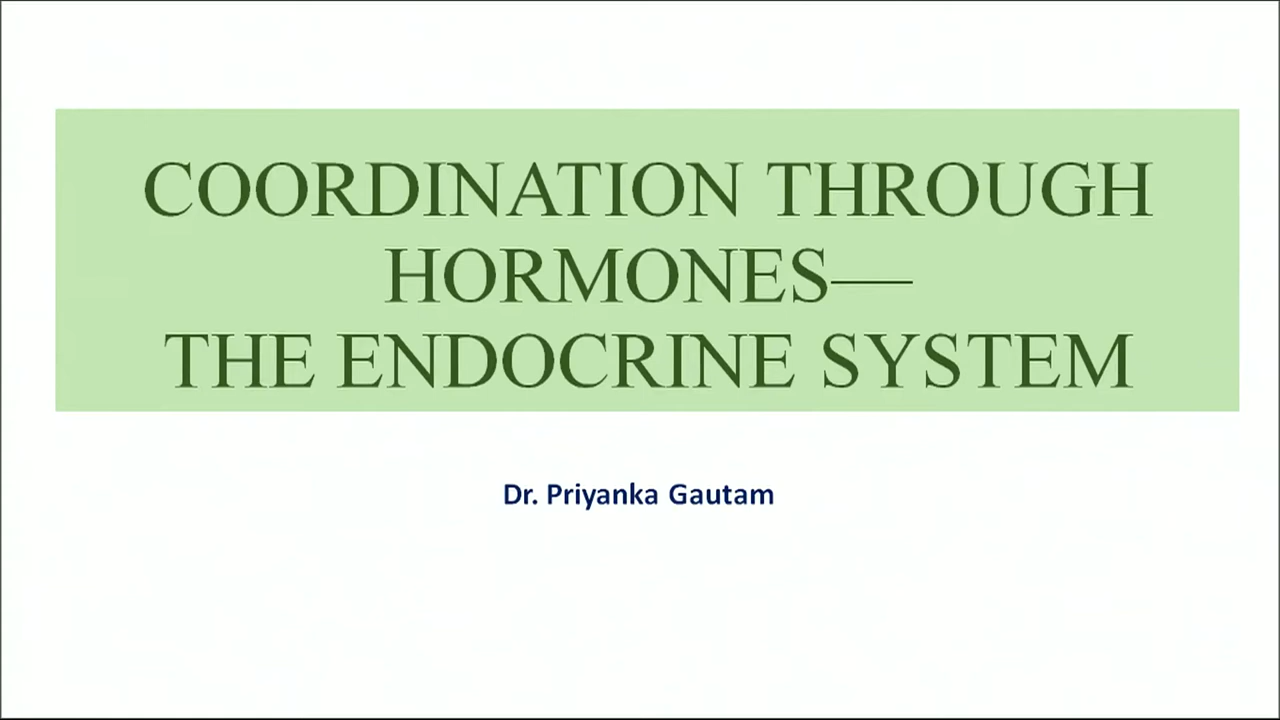 COORDINATION THROUGH
HORMONES—
THE ENDOCRINE SYSTEM
Dr. Priyanka Gautam